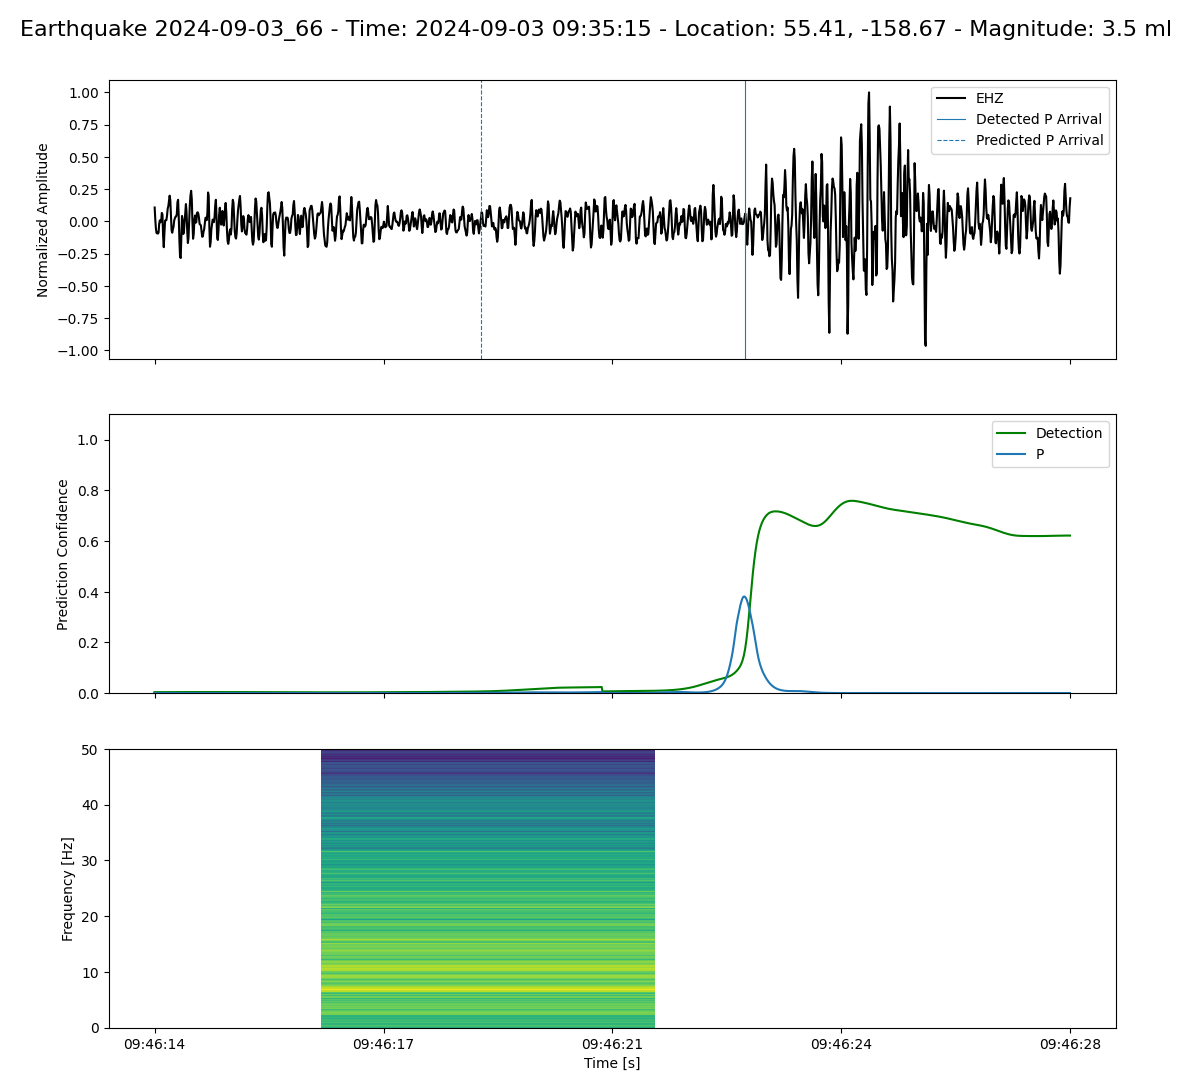 Earthquake 2024-09-03_66 - Time: 2024-09-03 09:35:15 - Location: 55.41, -158.67 - Magnitude: 3.5 ml
1.00
0.75
0.50
0.25
0.00
−0.25
−0.50
−0.75
−1.00
Normalized Amplitude
EHZ
Detected P Arrival
Predicted P Arrival
1.0
0.8
0.6
0.4
0.2
0.0
Prediction Confidence
Detection
P
50
40
30
20
10
0
Frequency [Hz]
09:46:14 09:46:17 09:46:21 09:46:24 09:46:28
Time [s]